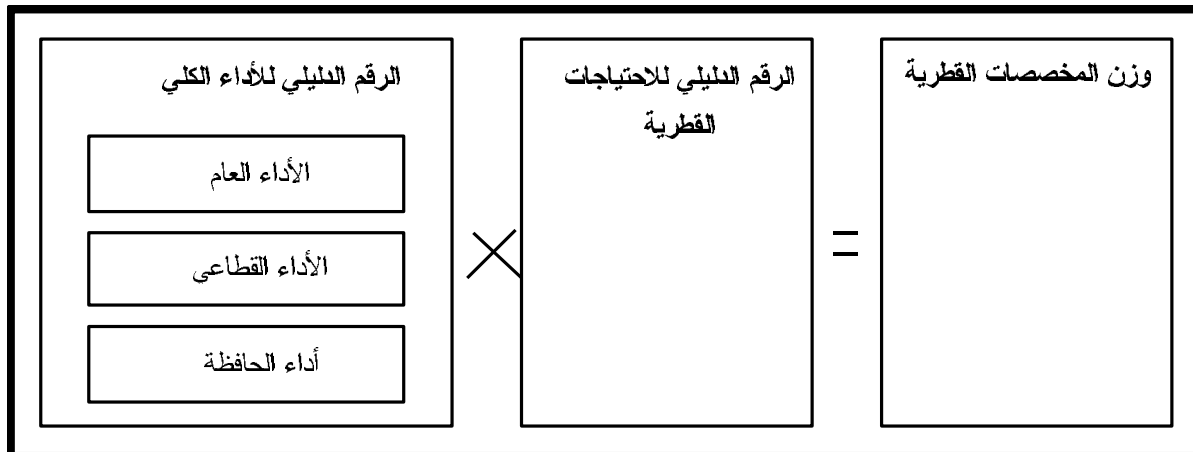 وزن المخصصات القطرية
=
الرقم الدليلي للاحتياجات
القطرية
×
الرقم الدليلي للأداء الكلي
الأداء العام
الأداء القطاعي
أداء الحافظة